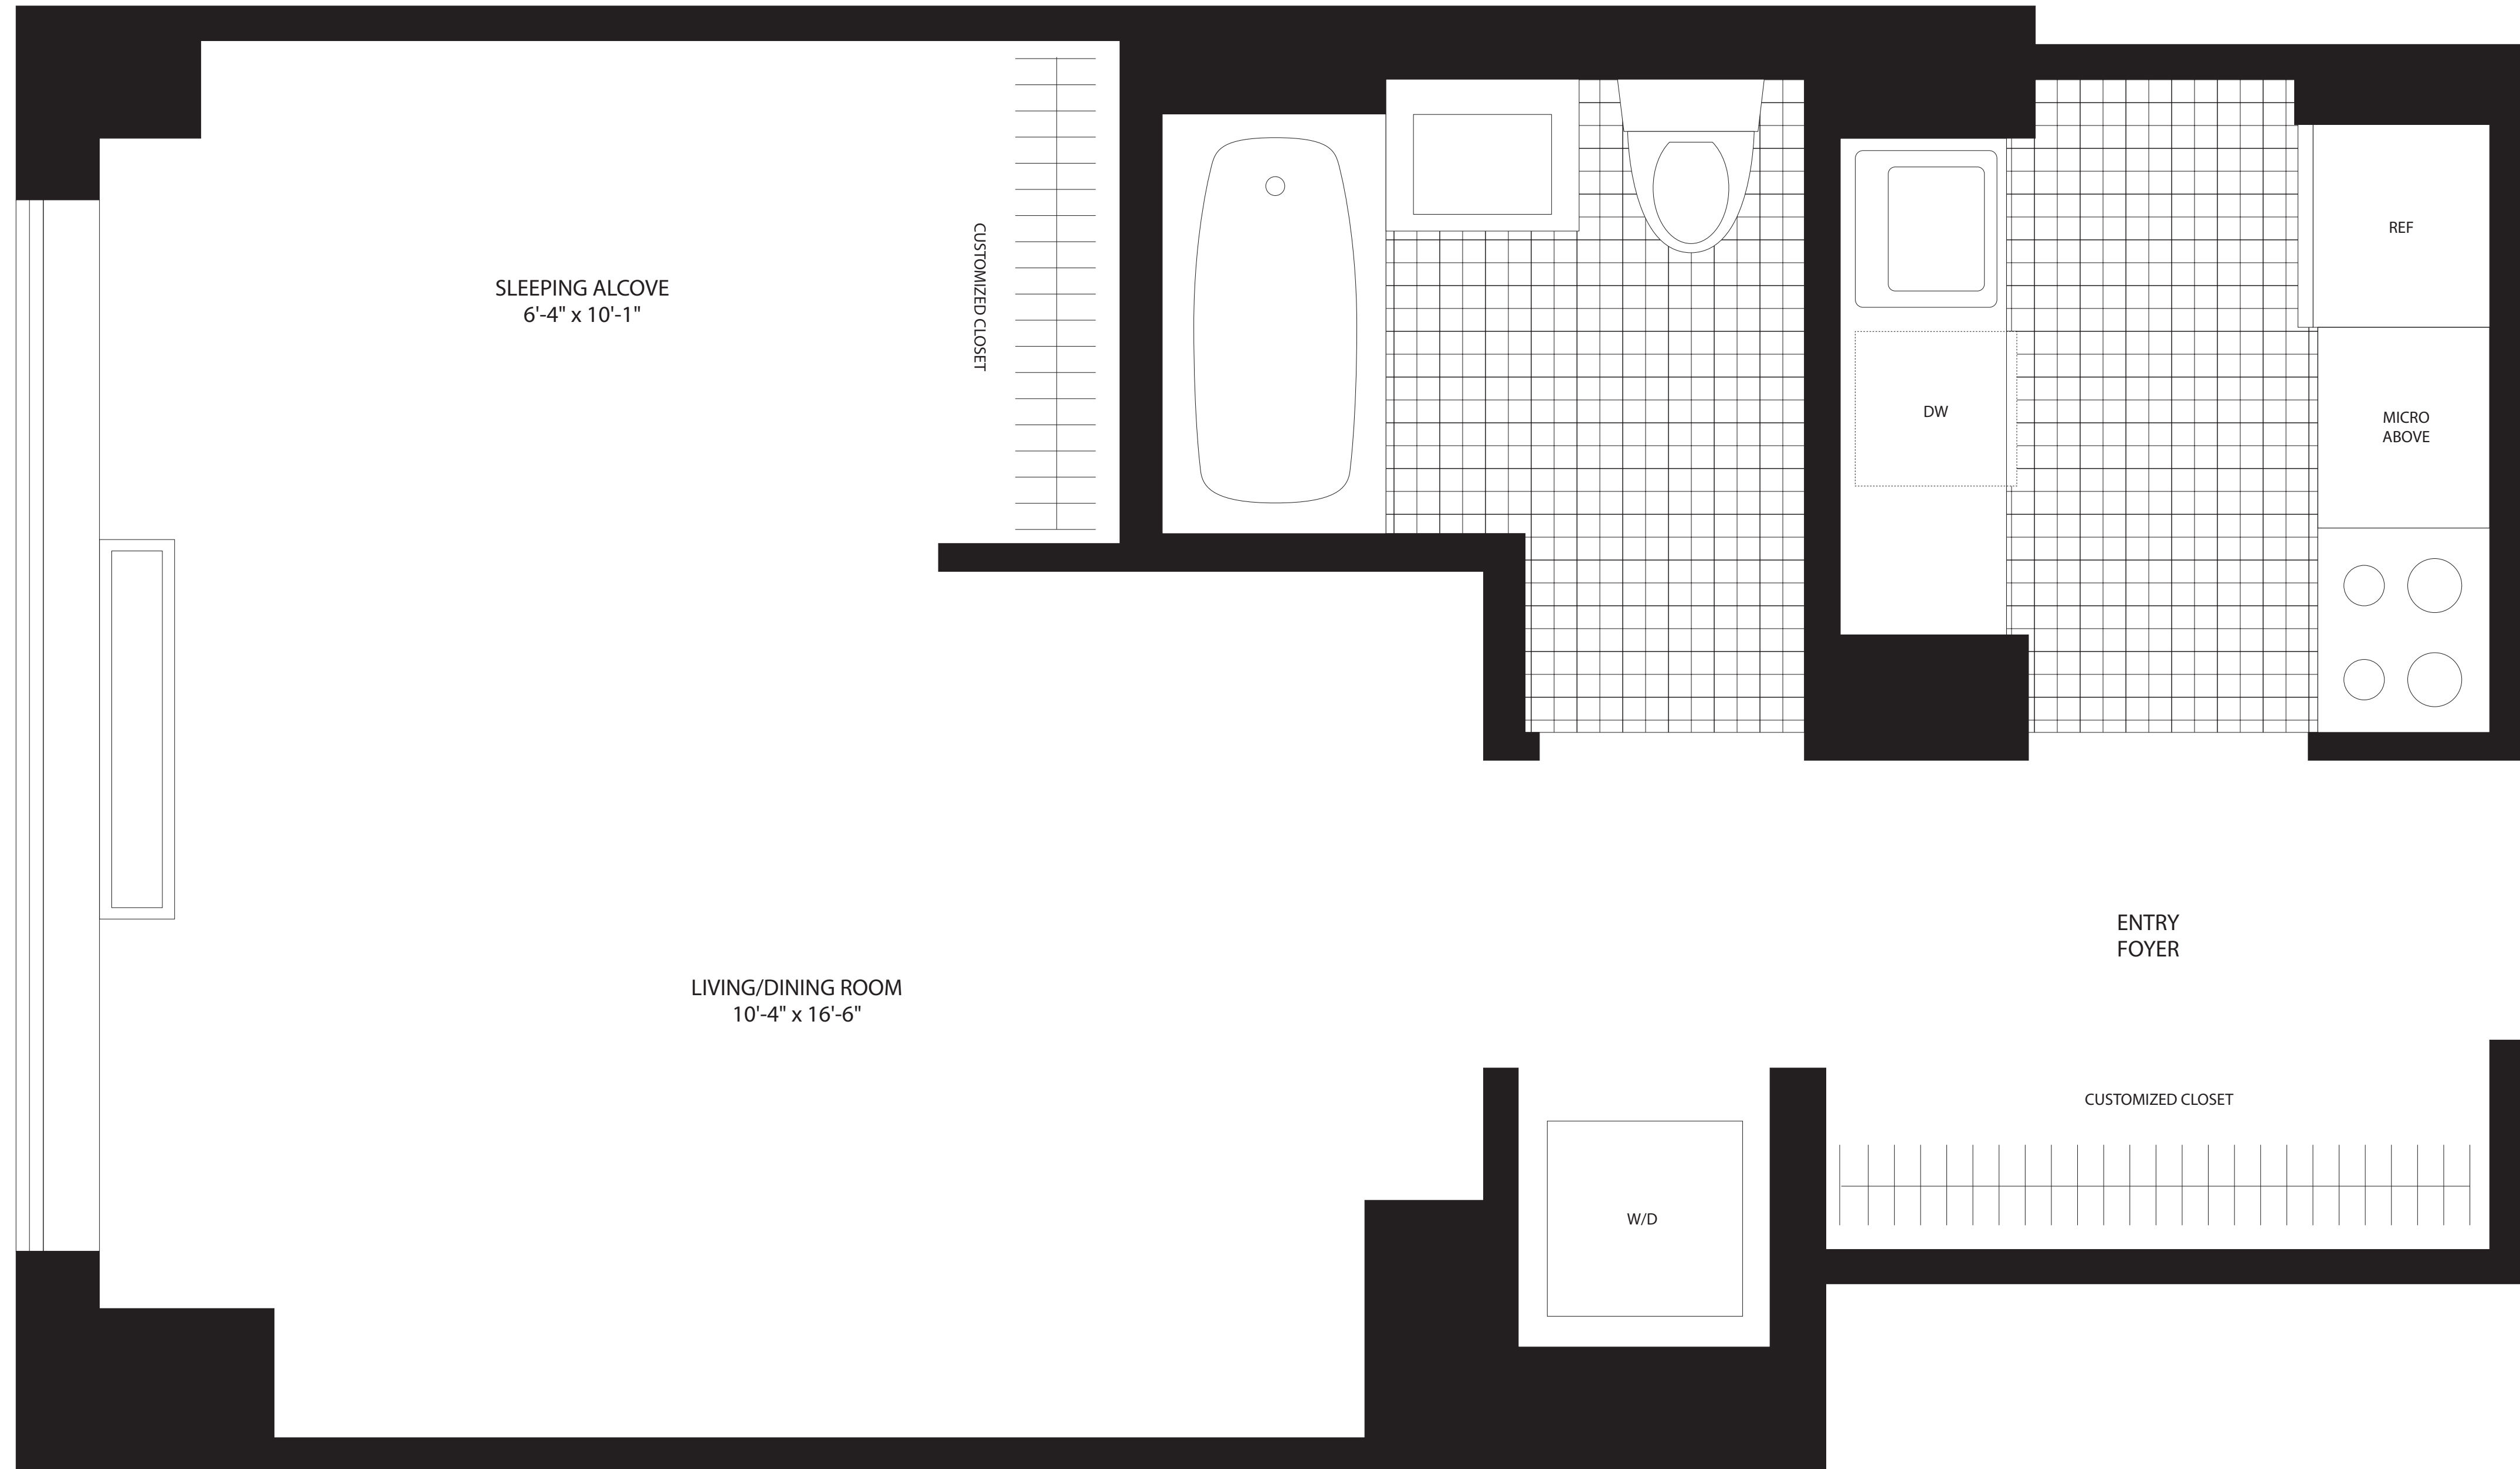 SLEEPING ALCOVE
6'-4" x 10'-1"
CUSTOMIZED CLOSET
REF
DW
MICRO
ABOVE
ENTRY
FOYER
LIVING/DINING ROOM
10'-4" x 16'-6"
CUSTOMIZED CLOSET
W/D